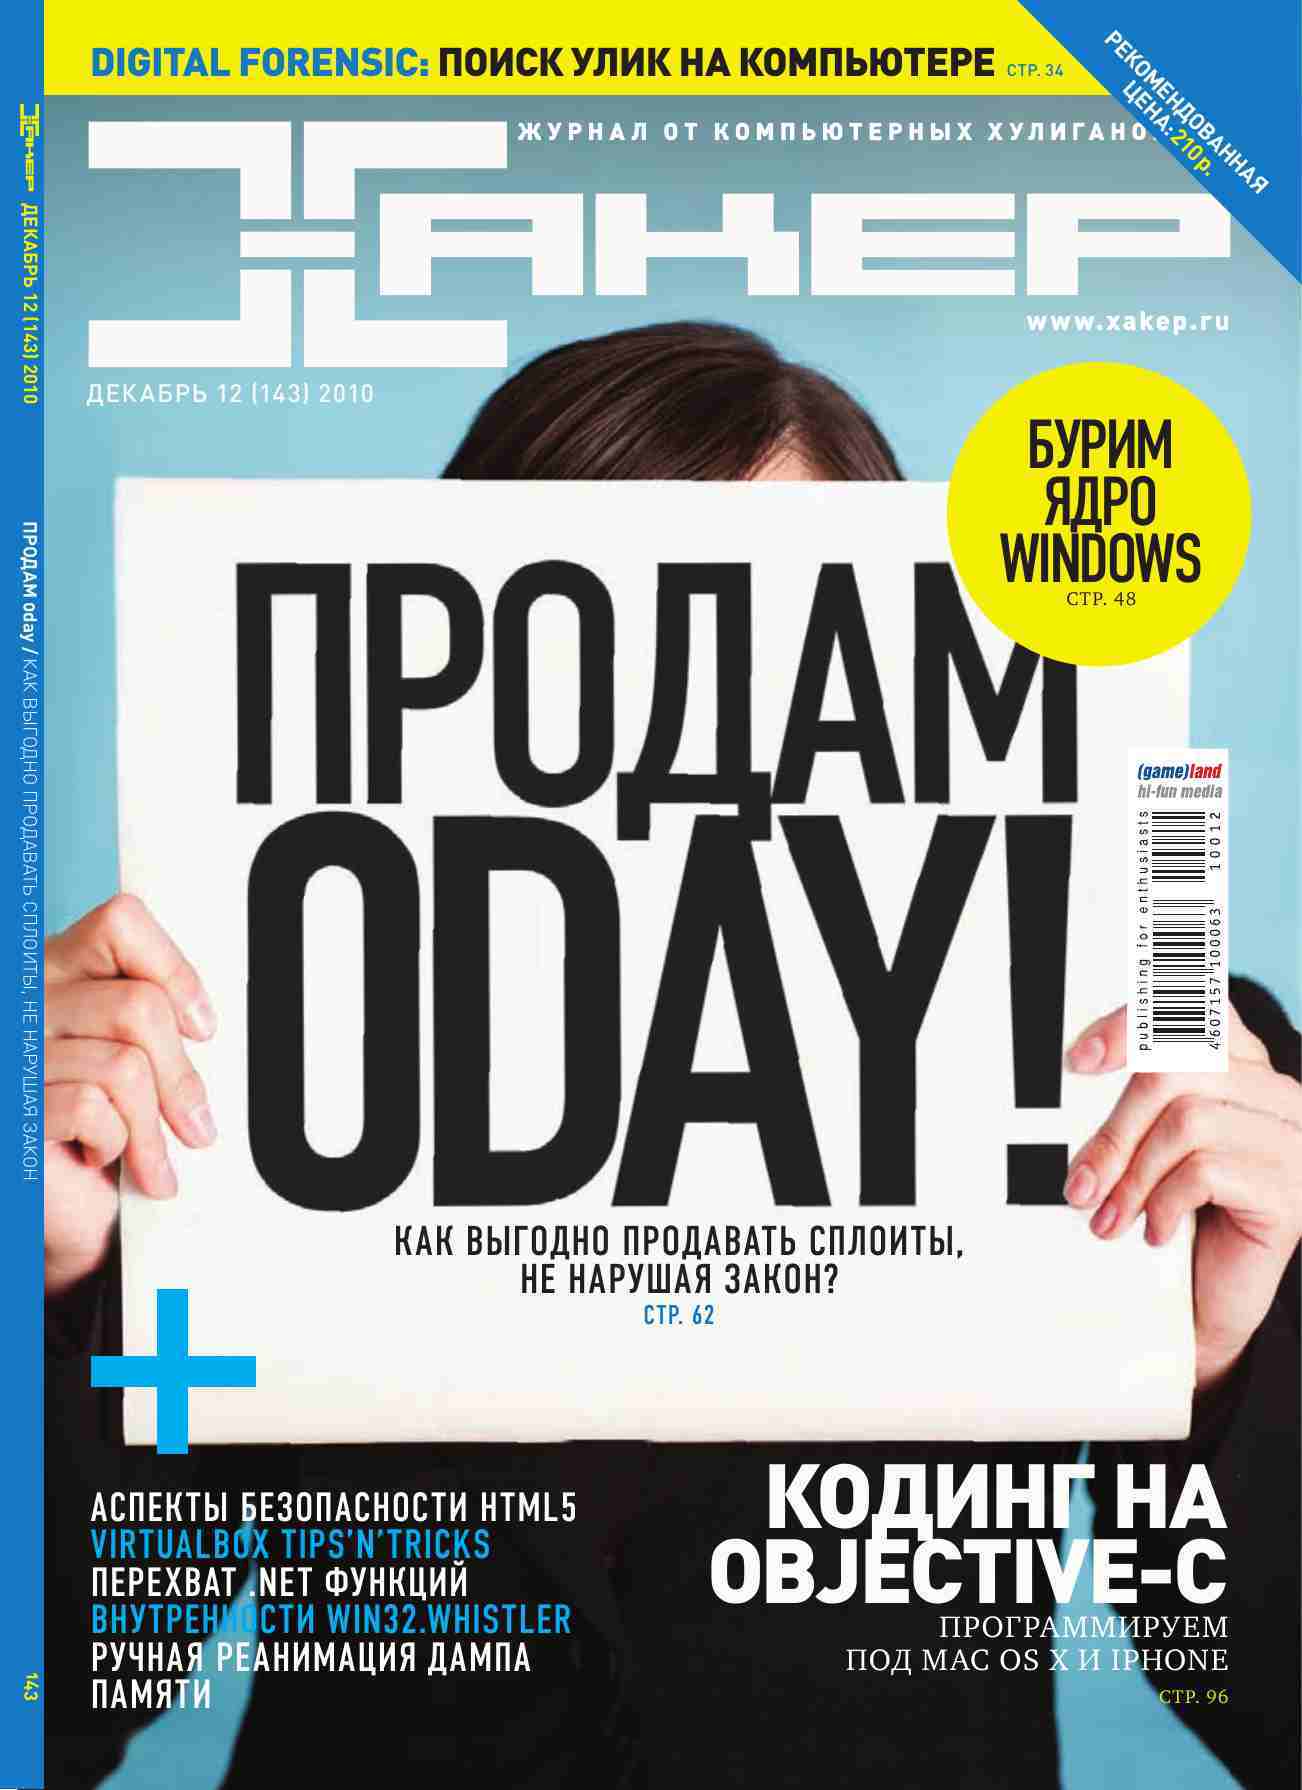 DIGITAL FORENSIC: ПОИСК УЛИК НА КОМПЬЮТЕРЕ СТР. 34
РЕКОМЕНДОВАННАЯ
ЦЕНА: 210 р.
ЖУРНАЛ ОТ КОМПЬЮТЕРНЫХ ХУЛИГАНО
ХАКЕР
www.xakep.ru
ДЕКАБРЬ 12 (143) 2010
БУРИМ
ЯДРО
WINDOWS
СТР. 48
ПРОДАМ
0DAY!
КАК ВЫГОДНО ПРОДАВАТЬ СПЛОИТЫ,
НЕ НАРУШАЯ ЗАКОН?
СТР. 62
(game)land
hi-fun media
publishing for enthusiasts
4 607157 100063
10012
+
АСПЕКТЫ БЕЗОПАСНОСТИ HTML5
VIRTUALBOX TIPS'N'TRICKS
ПЕРЕХВАТ .NET ФУНКЦИЙ
ВНУТРЕННОСТИ WIN32.WHISTLER
РУЧНАЯ РЕАНИМАЦИЯ ДАМПА
ПАМЯТИ
КОДИНГ НА
OBJECTIVE-C
ПРОГРАММИРУЕМ
ПОД MAC OS X И IPHONE
СТР. 96
ХАКЕР ДЕКАБРЬ 12 (143) 2010
ПРОДАМ 0day / КАК ВЫГОДНО ПРОДАВАТЬ СПЛОИТЫ, НЕ НАРУШАЯ ЗАКОН
143